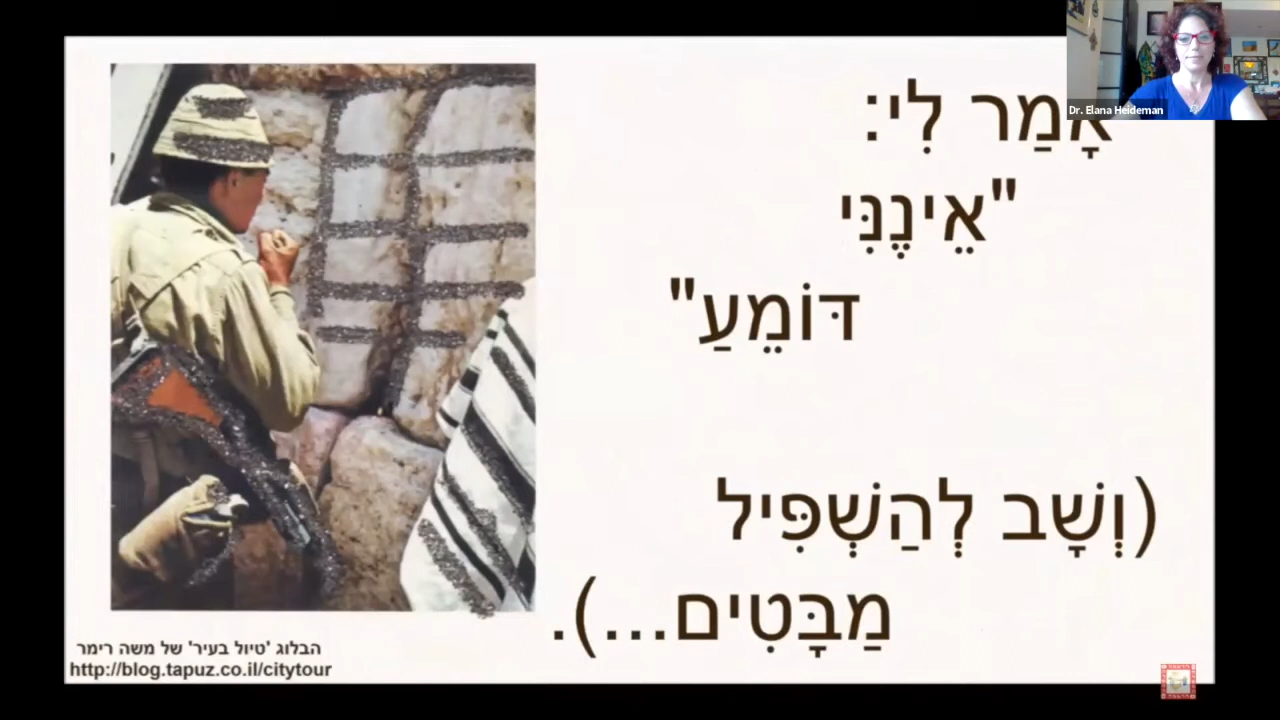 Dr. Elana Heideman
אָמַר לִי:
"אֵינֶנִּי
דּוֹמֵעַ"
(וְשָׁב לְהַשְׁפִּיל
מַבָּטִים...).
הבלוג 'טיול בעיר' של משה רימר
http://blog.tapuz.co.il/citytour